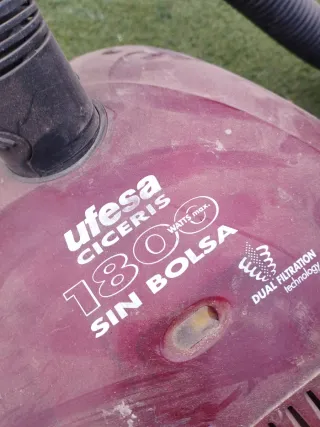 ufesa
CICERIS
1800 WATTS max.
SIN BOLSA
DUAL FILTRATION
technology